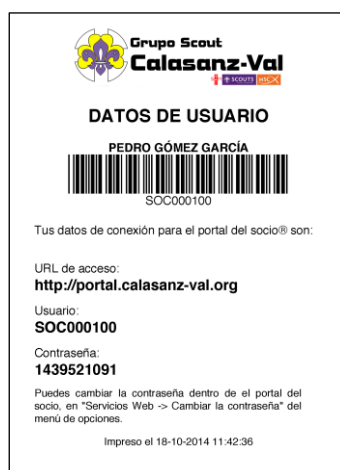 Grupo Scout
Calasanz-Val
SCOUTS MSC
DATOS DE USUARIO
PEDRO GÓMEZ GARCÍA
SOC000100
Tus datos de conexión para el portal del socio® son:
URL de acceso:
http://portal.calasanz-val.org
Usuario:
SOC000100
Contraseña:
1439521091
Puedes cambiar la contraseña dentro de el portal del
socio, en "Servicios Web -> Cambiar la contraseña" del
menú de opciones.
Impreso el 18-10-2014 11:42:36